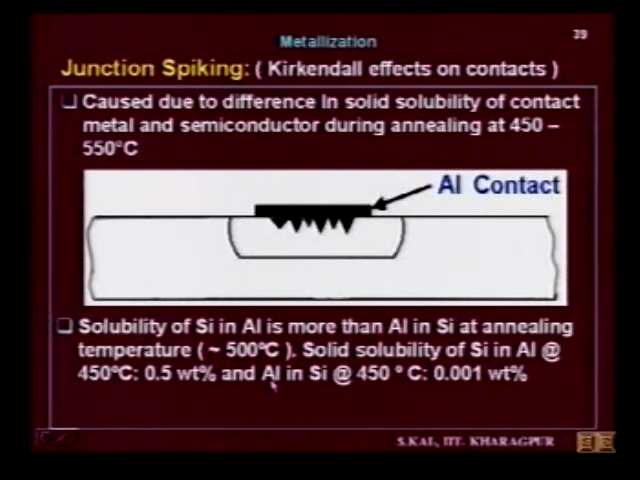 Metallization
39
Junction Spiking: ( Kirkendall effects on contacts )
❑ Caused due to difference In solid solubility of contact
metal and semiconductor during annealing at 450 –
550°C
Al Contact
❑ Solubility of Si in Al is more than Al in Si at annealing
temperature ( ~ 500ºC ). Solid solubility of Si in Al @
450ºC: 0.5 wt% and Al in Si @ 450 º C: 0.001 wt%
S.KAL, IIT- KHARAGPUR